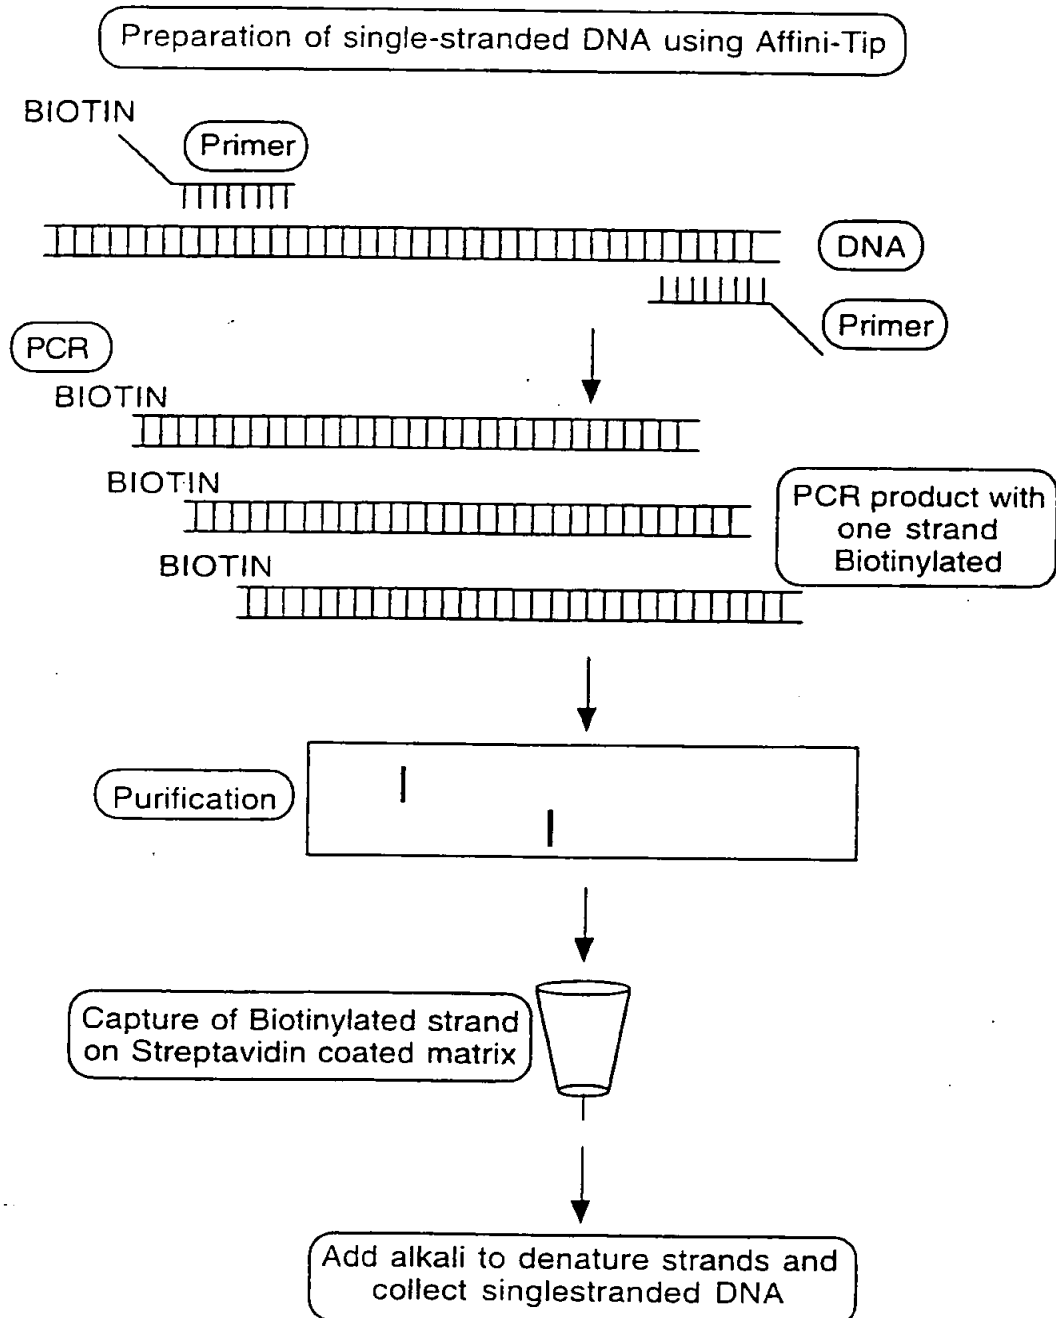 Preparation of single-stranded DNA using Affini-Tip
BIOTIN
Primer
DNA
Primer
PCR
BIOTIN
BIOTIN
BIOTIN
PCR product with
one strand
Biotinylated
Purification
Capture of Biotinylated strand
on Streptavidin coated matrix
Add alkali to denature strands and
collect singlestranded DNA